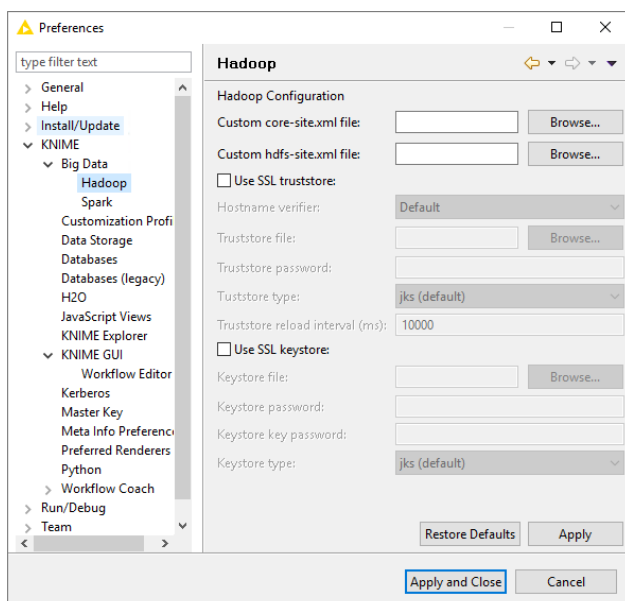 Preferences
type filter text
General
Help
Install/Update
KNIME
Big Data
Hadoop
Spark
Customization Profi
Data Storage
Databases
Databases (legacy)
H2O
JavaScript Views
KNIME Explorer
KNIME GUI
Workflow Editor
Kerberos
Master Key
Meta Info Preference
Preferred Renderers
Python
Workflow Coach
Run/Debug
Team
Hadoop
Hadoop Configuration
Custom core-site.xml file: Browse...
Custom hdfs-site.xml file: Browse...
Use SSL truststore:
Hostname verifier: Default
Truststore file: Browse...
Truststore password:
Tuststore type: jks (default)
Truststore reload interval (ms): 10000
Use SSL keystore:
Keystore file: Browse...
Keystore password:
Keystore key password:
Keystore type: jks (default)
Restore Defaults Apply
Apply and Close Cancel